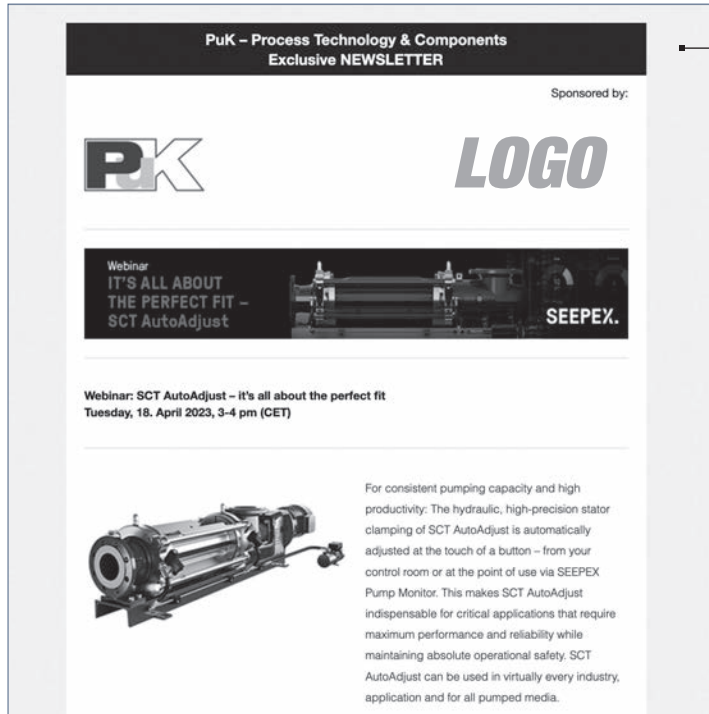 PuK – Process Technology & Components
Exclusive NEWSLETTER
Sponsored by:
PuK
LOGO
Webinar
IT'S ALL ABOUT
THE PERFECT FIT –
SCT AutoAdjust
SEEPEX.
Webinar: SCT AutoAdjust – it's all about the perfect fit
Tuesday, 18. April 2023, 3-4 pm (CET)
For consistent pumping capacity and high
productivity: The hydraulic, high-precision stator
clamping of SCT AutoAdjust is automatically
adjusted at the touch of a button – from your
control room or at the point of use via SEEPEX
Pump Monitor. This makes SCT AutoAdjust
indispensable for critical applications that require
maximum performance and reliability while
maintaining absolute operational safety. SCT
AutoAdjust can be used in virtually every industry,
application and for all pumped media.